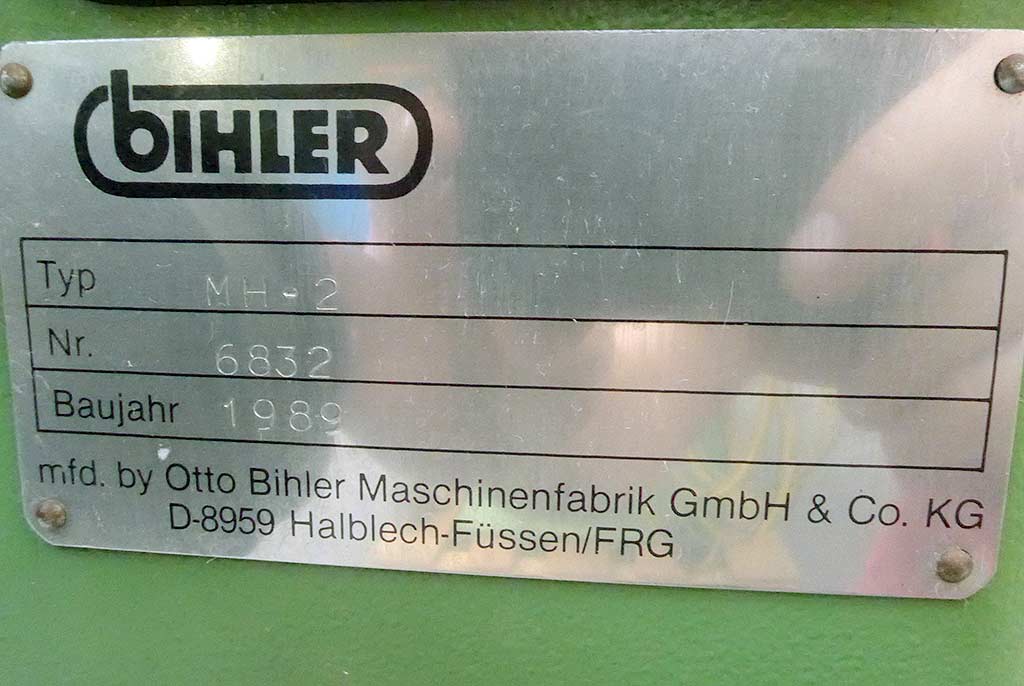 bihler
Typ MH-2
Nr. 6832
Baujahr 1989
mfd. by Otto Bihler Maschinenfabrik GmbH & Co. KG
D-8959 Halblech-Füssen/FRG